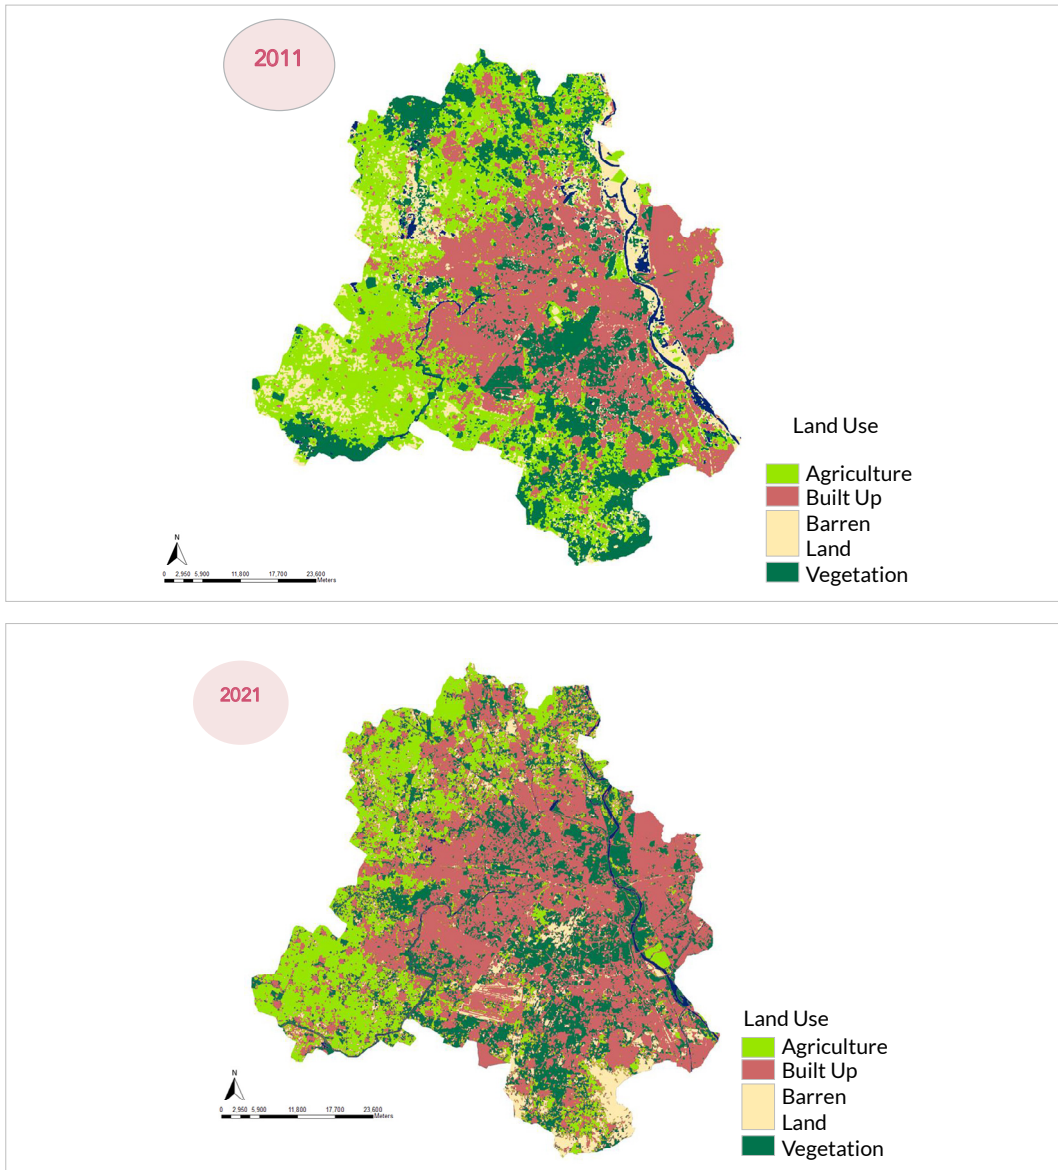 2011
Land Use
Agriculture
Built Up
Barren
Land
Vegetation
N
0 2,950 5,900 11,800 17,700 23,600
Meters
2021
Land Use
Agriculture
Built Up
Barren
Land
Vegetation
N
0 2,950 5,900 11,800 17,700 23,600
Meters